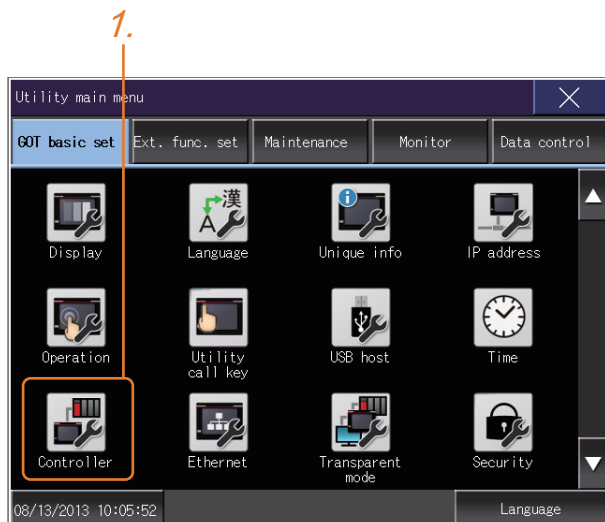 1.
Utility main menu
GOT basic set Ext. func. set Maintenance Monitor Data control
漢
A
i
Display Language Unique info IP address
Operation Utility call key USB host Time
Controller Ethernet Transparent mode Security
08/13/2013 10:05:52 Language